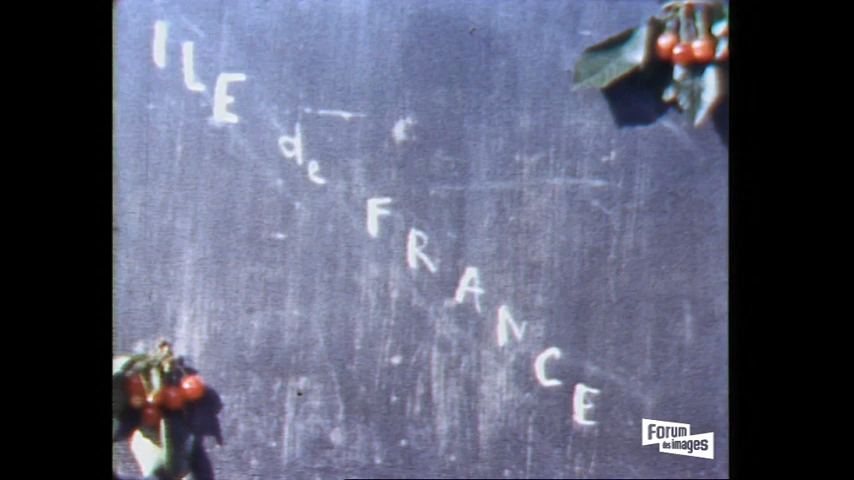 ILE
de
FRANCE
Forum
des images